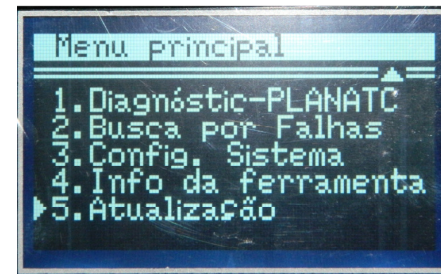 Menu principal
1.Diagnóstic-PLANATC
2.Busca por Falhas
3.Config. Sistema
4.Info da ferramenta
5.Atualização